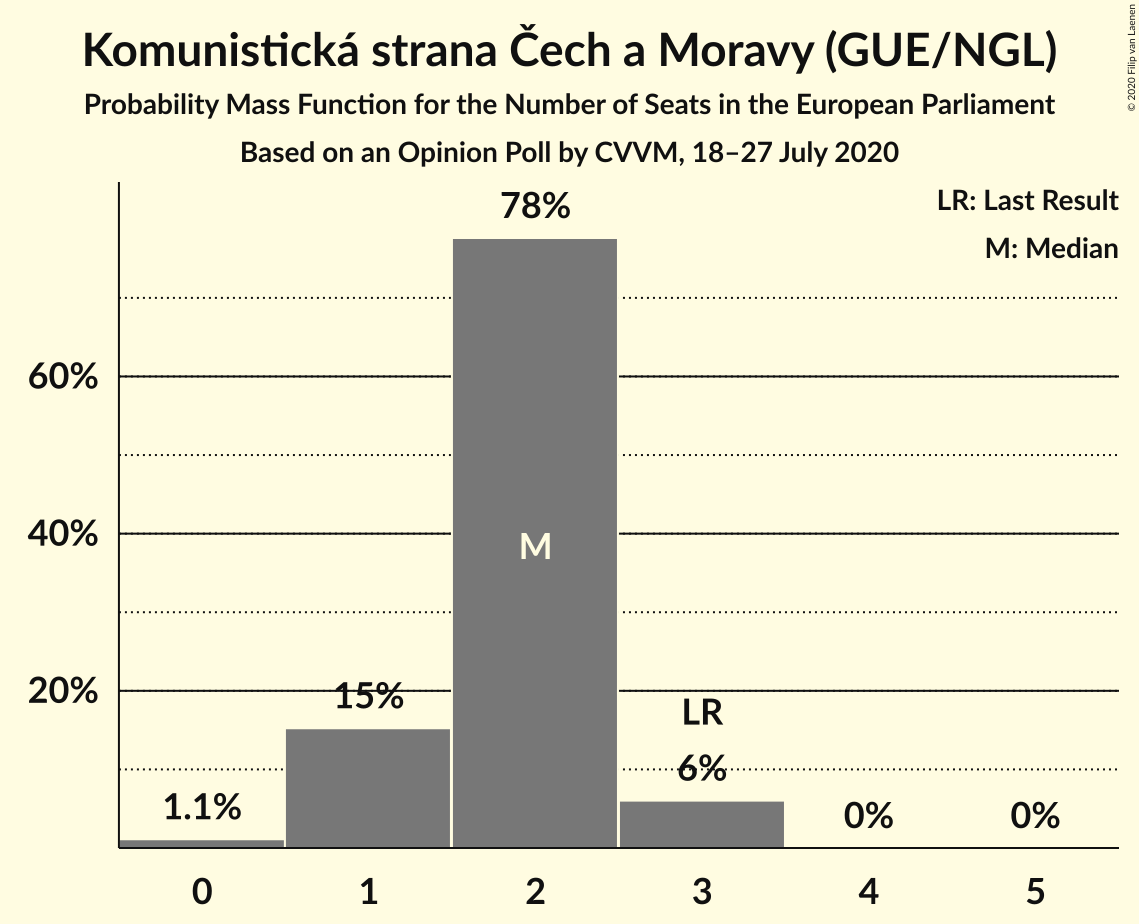 Komunistická strana Čech a Moravy (GUE/NGL)
Probability Mass Function for the Number of Seats in the European Parliament
Based on an Opinion Poll by CVVM, 18–27 July 2020
© 2020 Filip van Laenen
LR: Last Result
M: Median
78%
60%
40%
M
20%
15%
LR
6%
1.1%
0%
0%
0 1 2 3 4 5